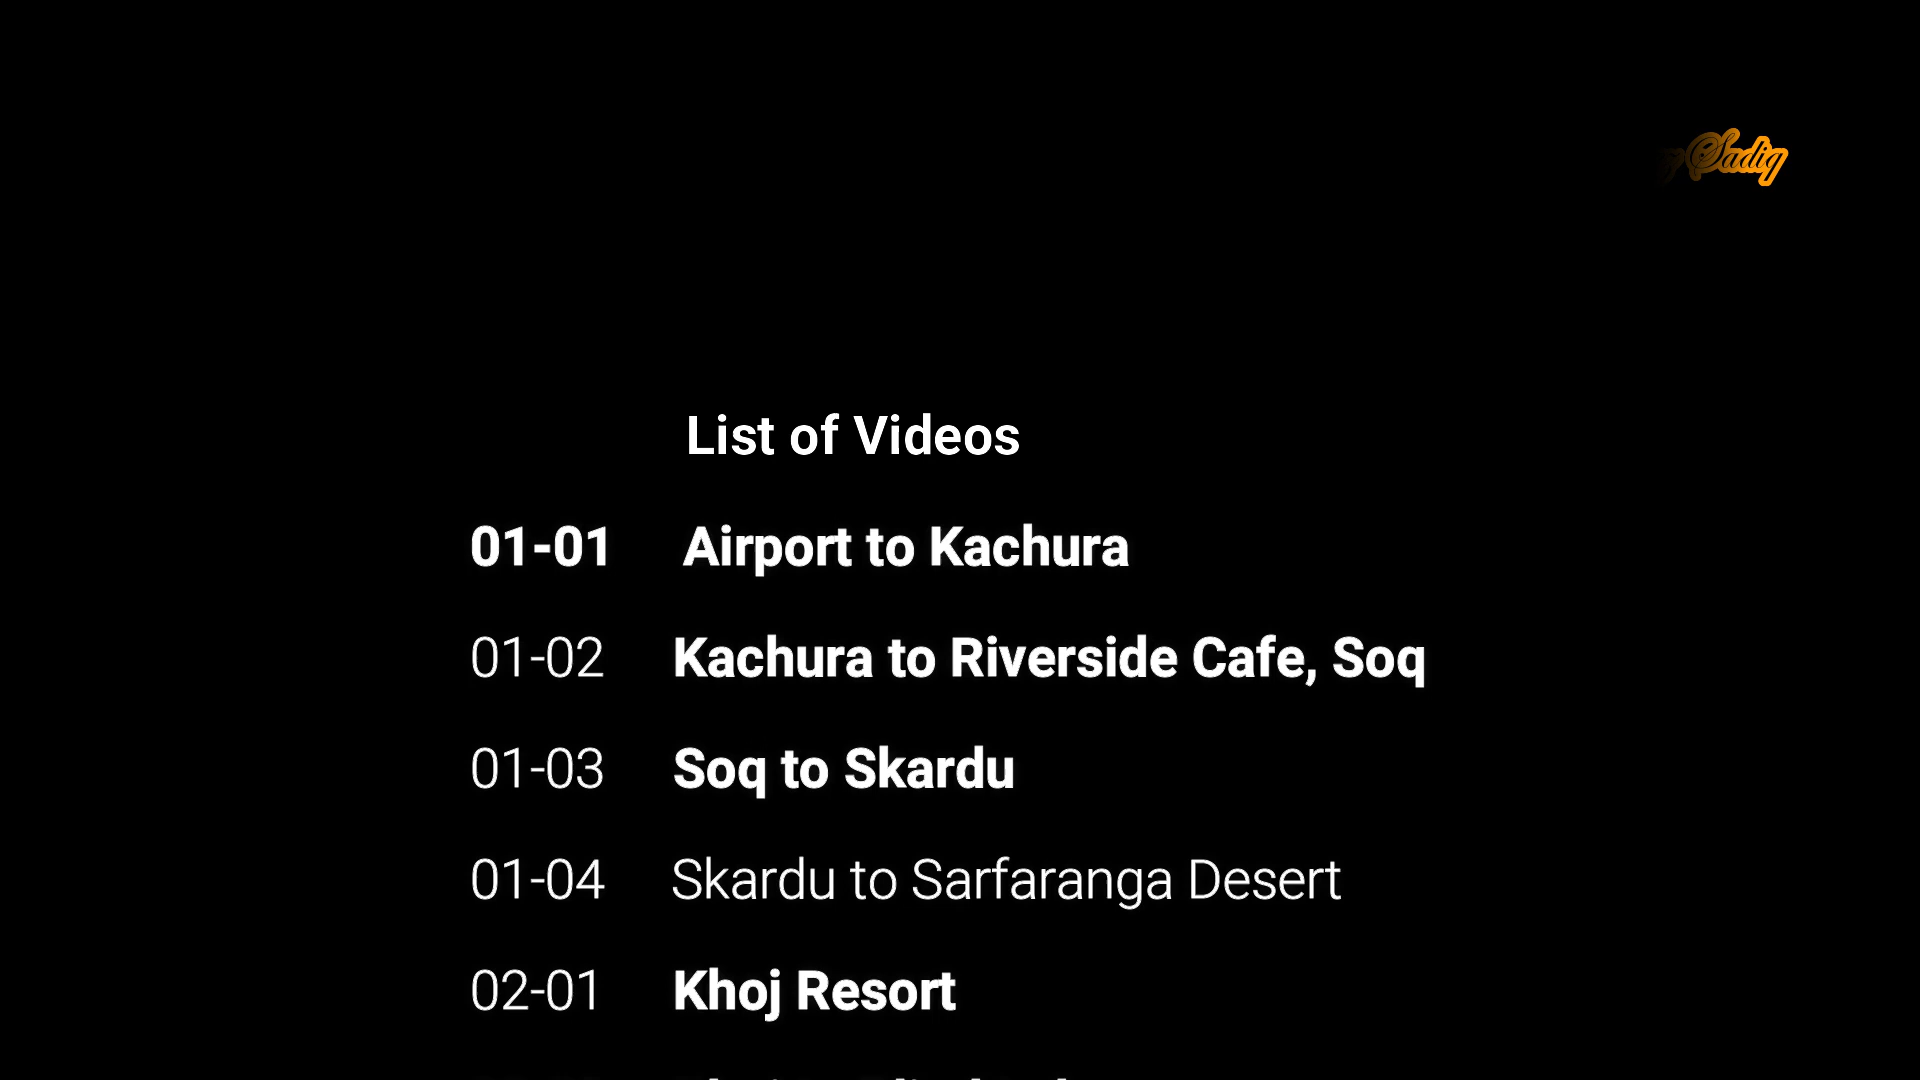 Sadiq
List of Videos
01-01 Airport to Kachura
01-02 Kachura to Riverside Cafe, Soq
01-03 Soq to Skardu
01-04 Skardu to Sarfaranga Desert
02-01 Khoj Resort